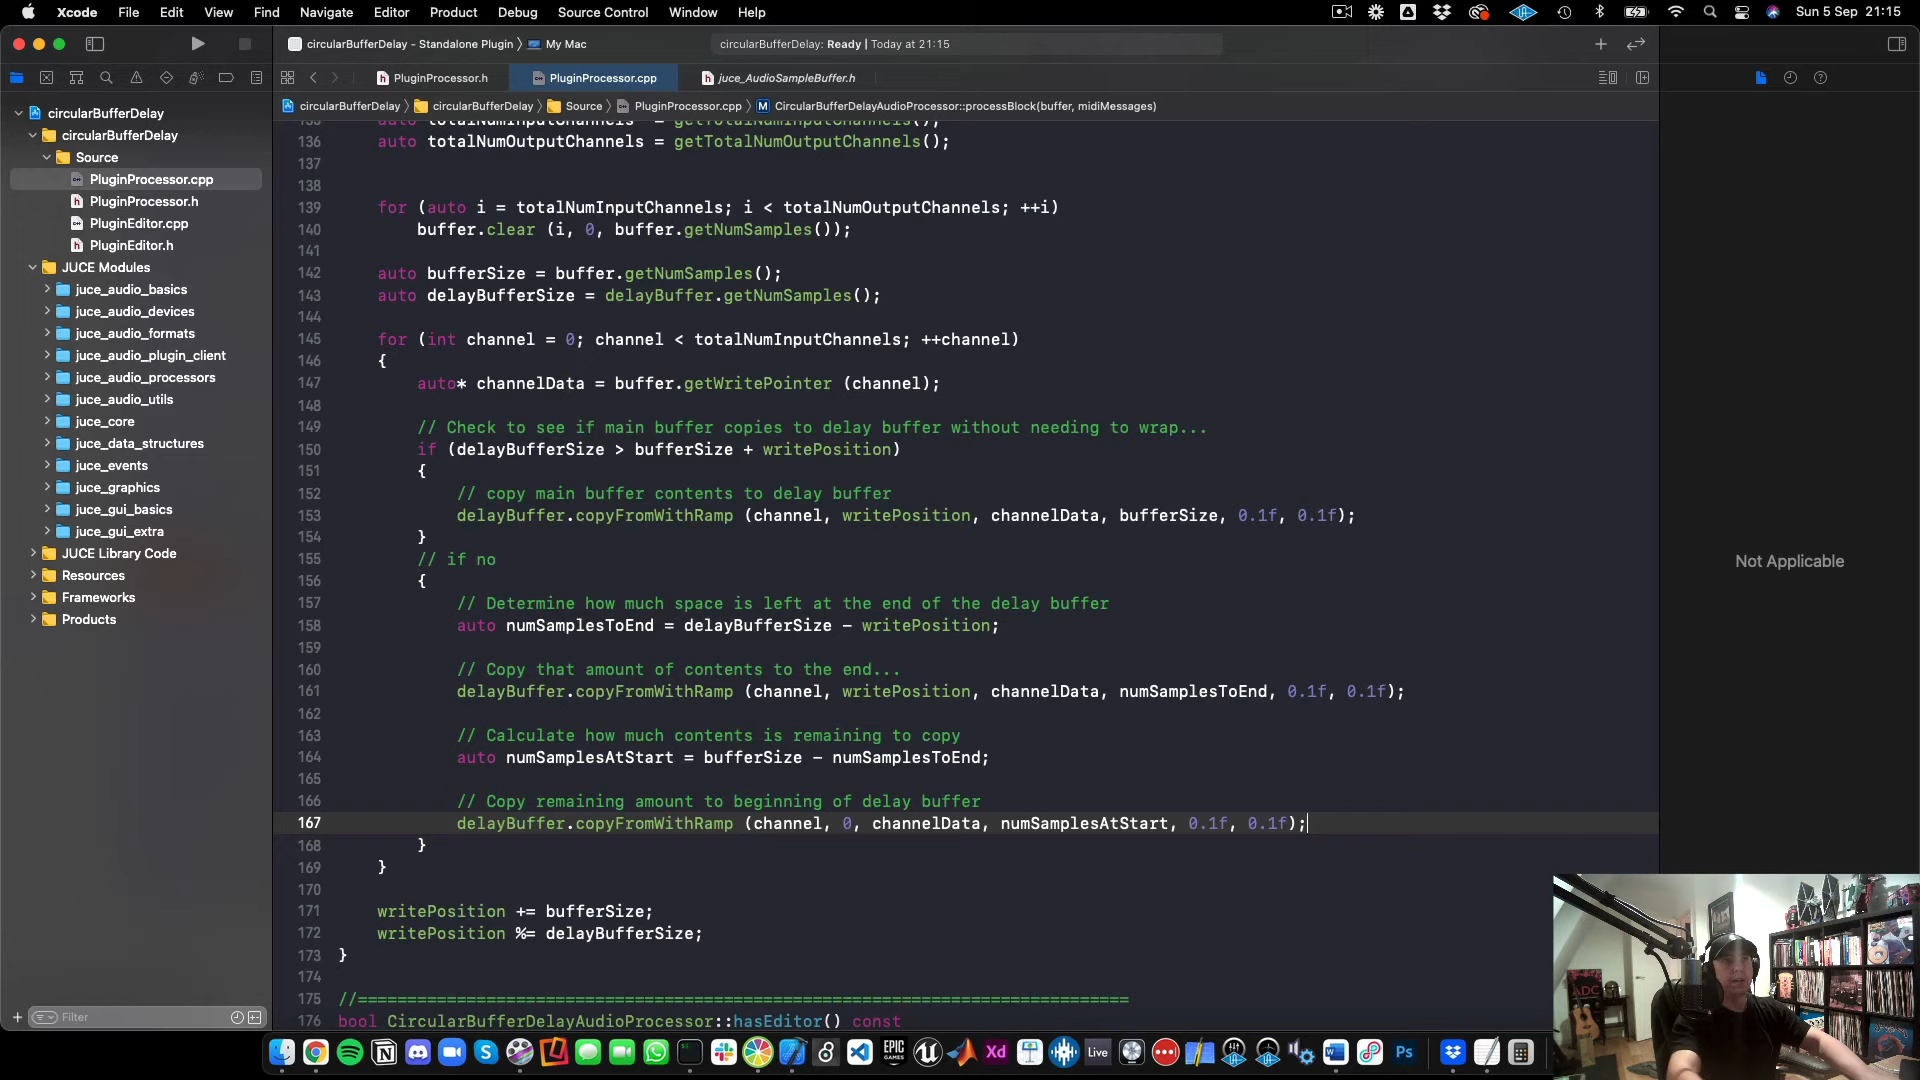 Xcode File Edit View Find Navigate Editor Product Debug Source Control Window Help Sun 5 Sep 21:15
circularBufferDelay - Standalone Plugin 〉 My Mac
circularBufferDelay: Ready | Today at 21:15
PluginProcessor.h
PluginProcessor.cpp
juce_AudioSampleBuffer.h
circularBufferDelay 〉 circularBufferDelay 〉 Source 〉 PluginProcessor.cpp 〉 M CircularBufferDelayAudioProcessor::processBlock(buffer, midiMessages)
circularBufferDelay
circularBufferDelay
Source
PluginProcessor.cpp
PluginProcessor.h
PluginEditor.cpp
PluginEditor.h
JUCE Modules
juce_audio_basics
juce_audio_devices
juce_audio_formats
juce_audio_plugin_client
juce_audio_processors
juce_audio_utils
juce_core
juce_data_structures
juce_events
juce_graphics
juce_gui_basics
juce_gui_extra
JUCE Library Code
Resources
Frameworks
Products
Filter
135 auto totalNumInputChannels  = getTotalNumInputChannels();
136 auto totalNumOutputChannels = getTotalNumOutputChannels();
137
138
139 for (auto i = totalNumInputChannels; i < totalNumOutputChannels; ++i)
140 buffer.clear (i, 0, buffer.getNumSamples());
141
142 auto bufferSize = buffer.getNumSamples();
143 auto delayBufferSize = delayBuffer.getNumSamples();
144
145 for (int channel = 0; channel < totalNumInputChannels; ++channel)
146 {
147 auto* channelData = buffer.getWritePointer (channel);
148
149 // Check to see if main buffer copies to delay buffer without needing to wrap...
150 if (delayBufferSize > bufferSize + writePosition)
151 {
152 // copy main buffer contents to delay buffer
153 delayBuffer.copyFromWithRamp (channel, writePosition, channelData, bufferSize, 0.1f, 0.1f);
154 }
155 // if no
156 {
157 // Determine how much space is left at the end of the delay buffer
158 auto numSamplesToEnd = delayBufferSize - writePosition;
159
160 // Copy that amount of contents to the end...
161 delayBuffer.copyFromWithRamp (channel, writePosition, channelData, numSamplesToEnd, 0.1f, 0.1f);
162
163 // Calculate how much contents is remaining to copy
164 auto numSamplesAtStart = bufferSize - numSamplesToEnd;
165
166 // Copy remaining amount to beginning of delay buffer
167 delayBuffer.copyFromWithRamp (channel, 0, channelData, numSamplesAtStart, 0.1f, 0.1f);
168 }
169 }
170
171 writePosition += bufferSize;
172 writePosition %= delayBufferSize;
173 }
174
175 //==============================================================================
176 bool CircularBufferDelayAudioProcessor::hasEditor() const
Not Applicable
EPIC GAMES
Xd
Live
Ps
ADC